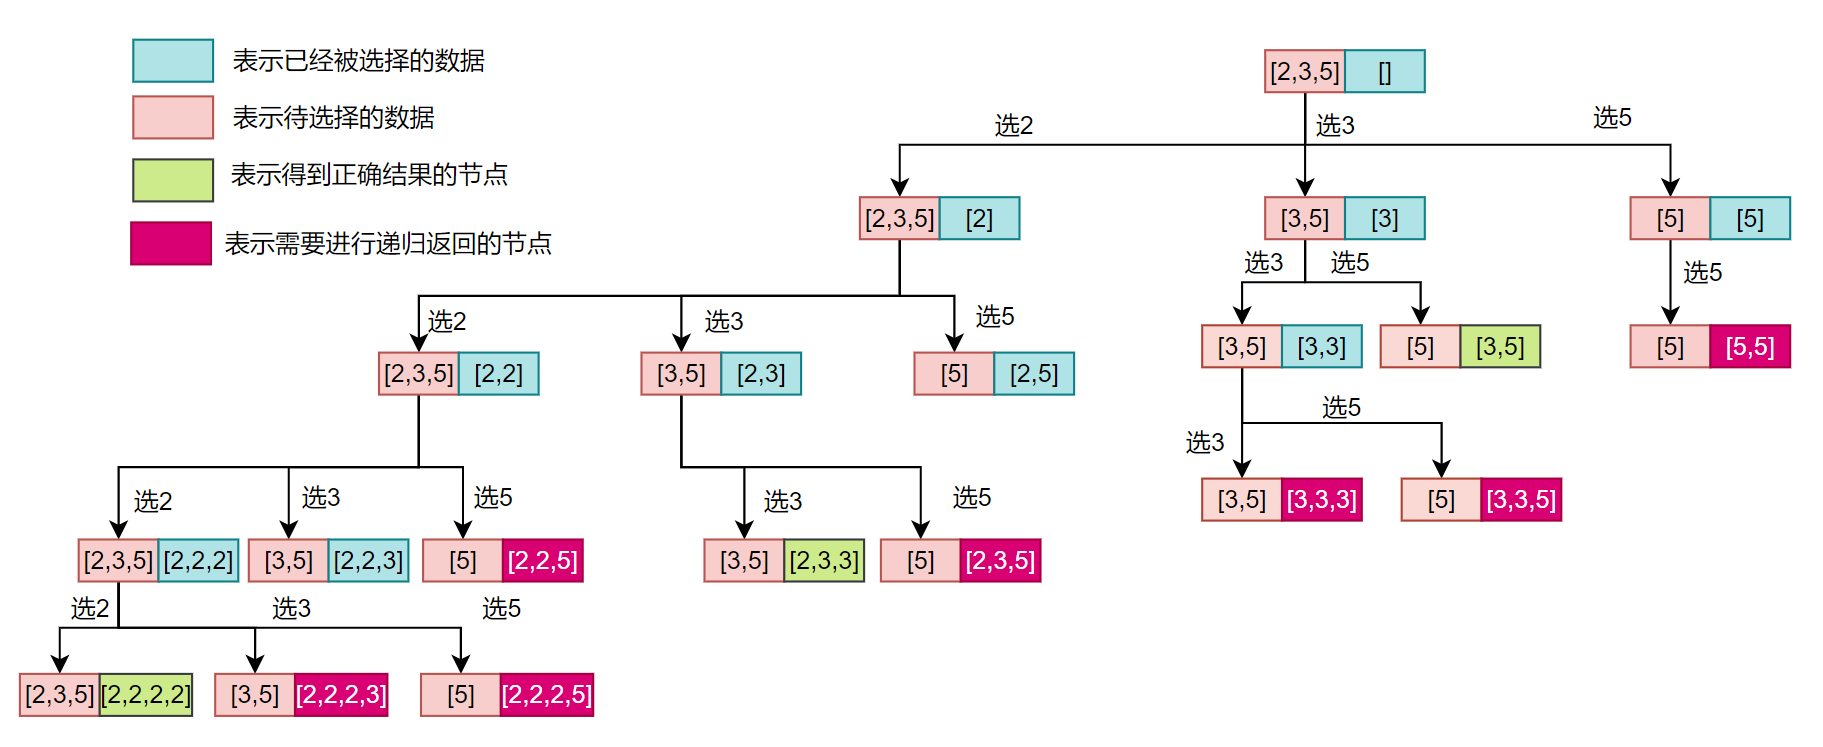 表示已经被选择的数据
表示待选择的数据
表示得到正确结果的节点
表示需要进行递归返回的节点
[2,3,5] []
选2 选3 选5
[2,3,5] [2] [3,5] [3] [5] [5]
选3 选5 选5
选2 选3 选5
[3,5] [3,3] [5] [3,5] [5] [5,5]
[2,3,5] [2,2] [3,5] [2,3] [5] [2,5]
选5
选3
选2 选3 选5 选3 选5
[3,5] [3,3,3] [5] [3,3,5]
[2,3,5] [2,2,2] [3,5] [2,2,3] [5] [2,2,5] [3,5] [2,3,3] [5] [2,3,5]
选2 选3 选5
[2,3,5] [2,2,2,2] [3,5] [2,2,2,3] [5] [2,2,2,5]